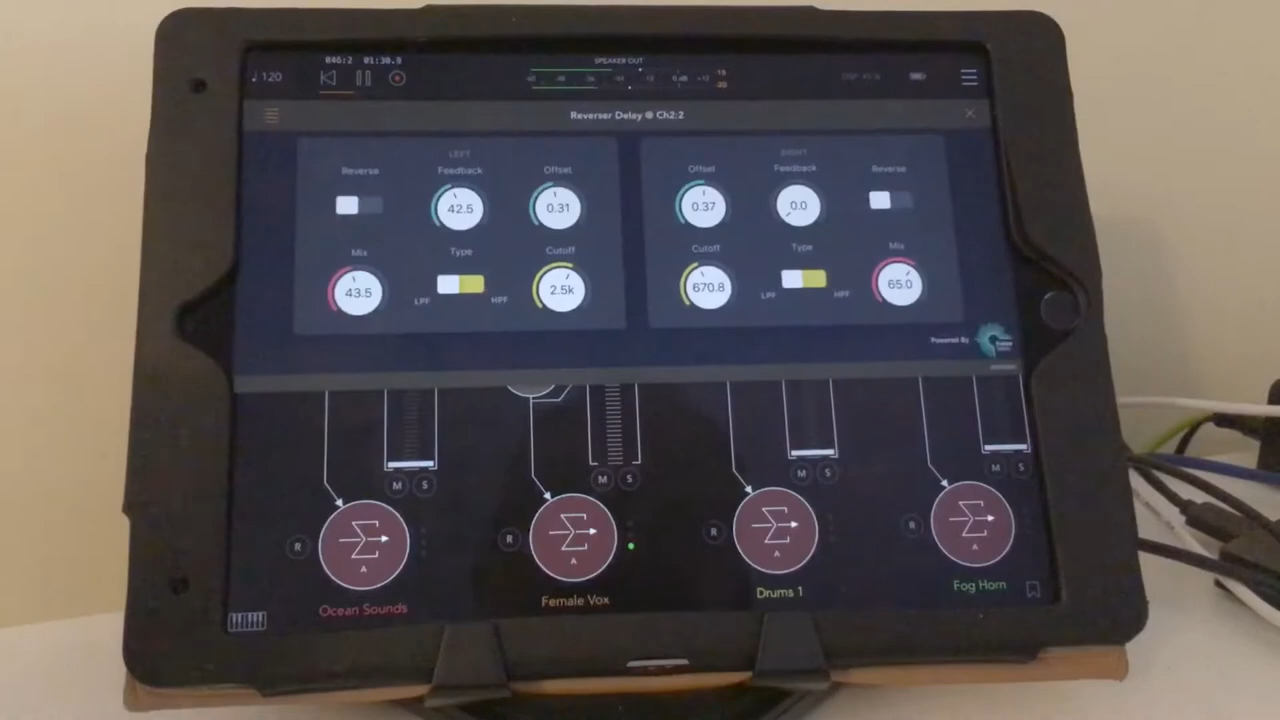 046:2 01:30.8
SPEAKER OUT
120
Reverser Delay @ Ch2:2
LEFT
Reverse Feedback Offset
42.5 0.31
Mix Type Cutoff
43.5 2.5k
LPF HPF
RIGHT
Offset Feedback Reverse
0.37 0.0
Cutoff Type Mix
670.8 65.0
LPF HPF
Powered By
M S M S M S M S
R R R R
A A A A
Ocean Sounds Female Vox Drums 1 Fog Horn